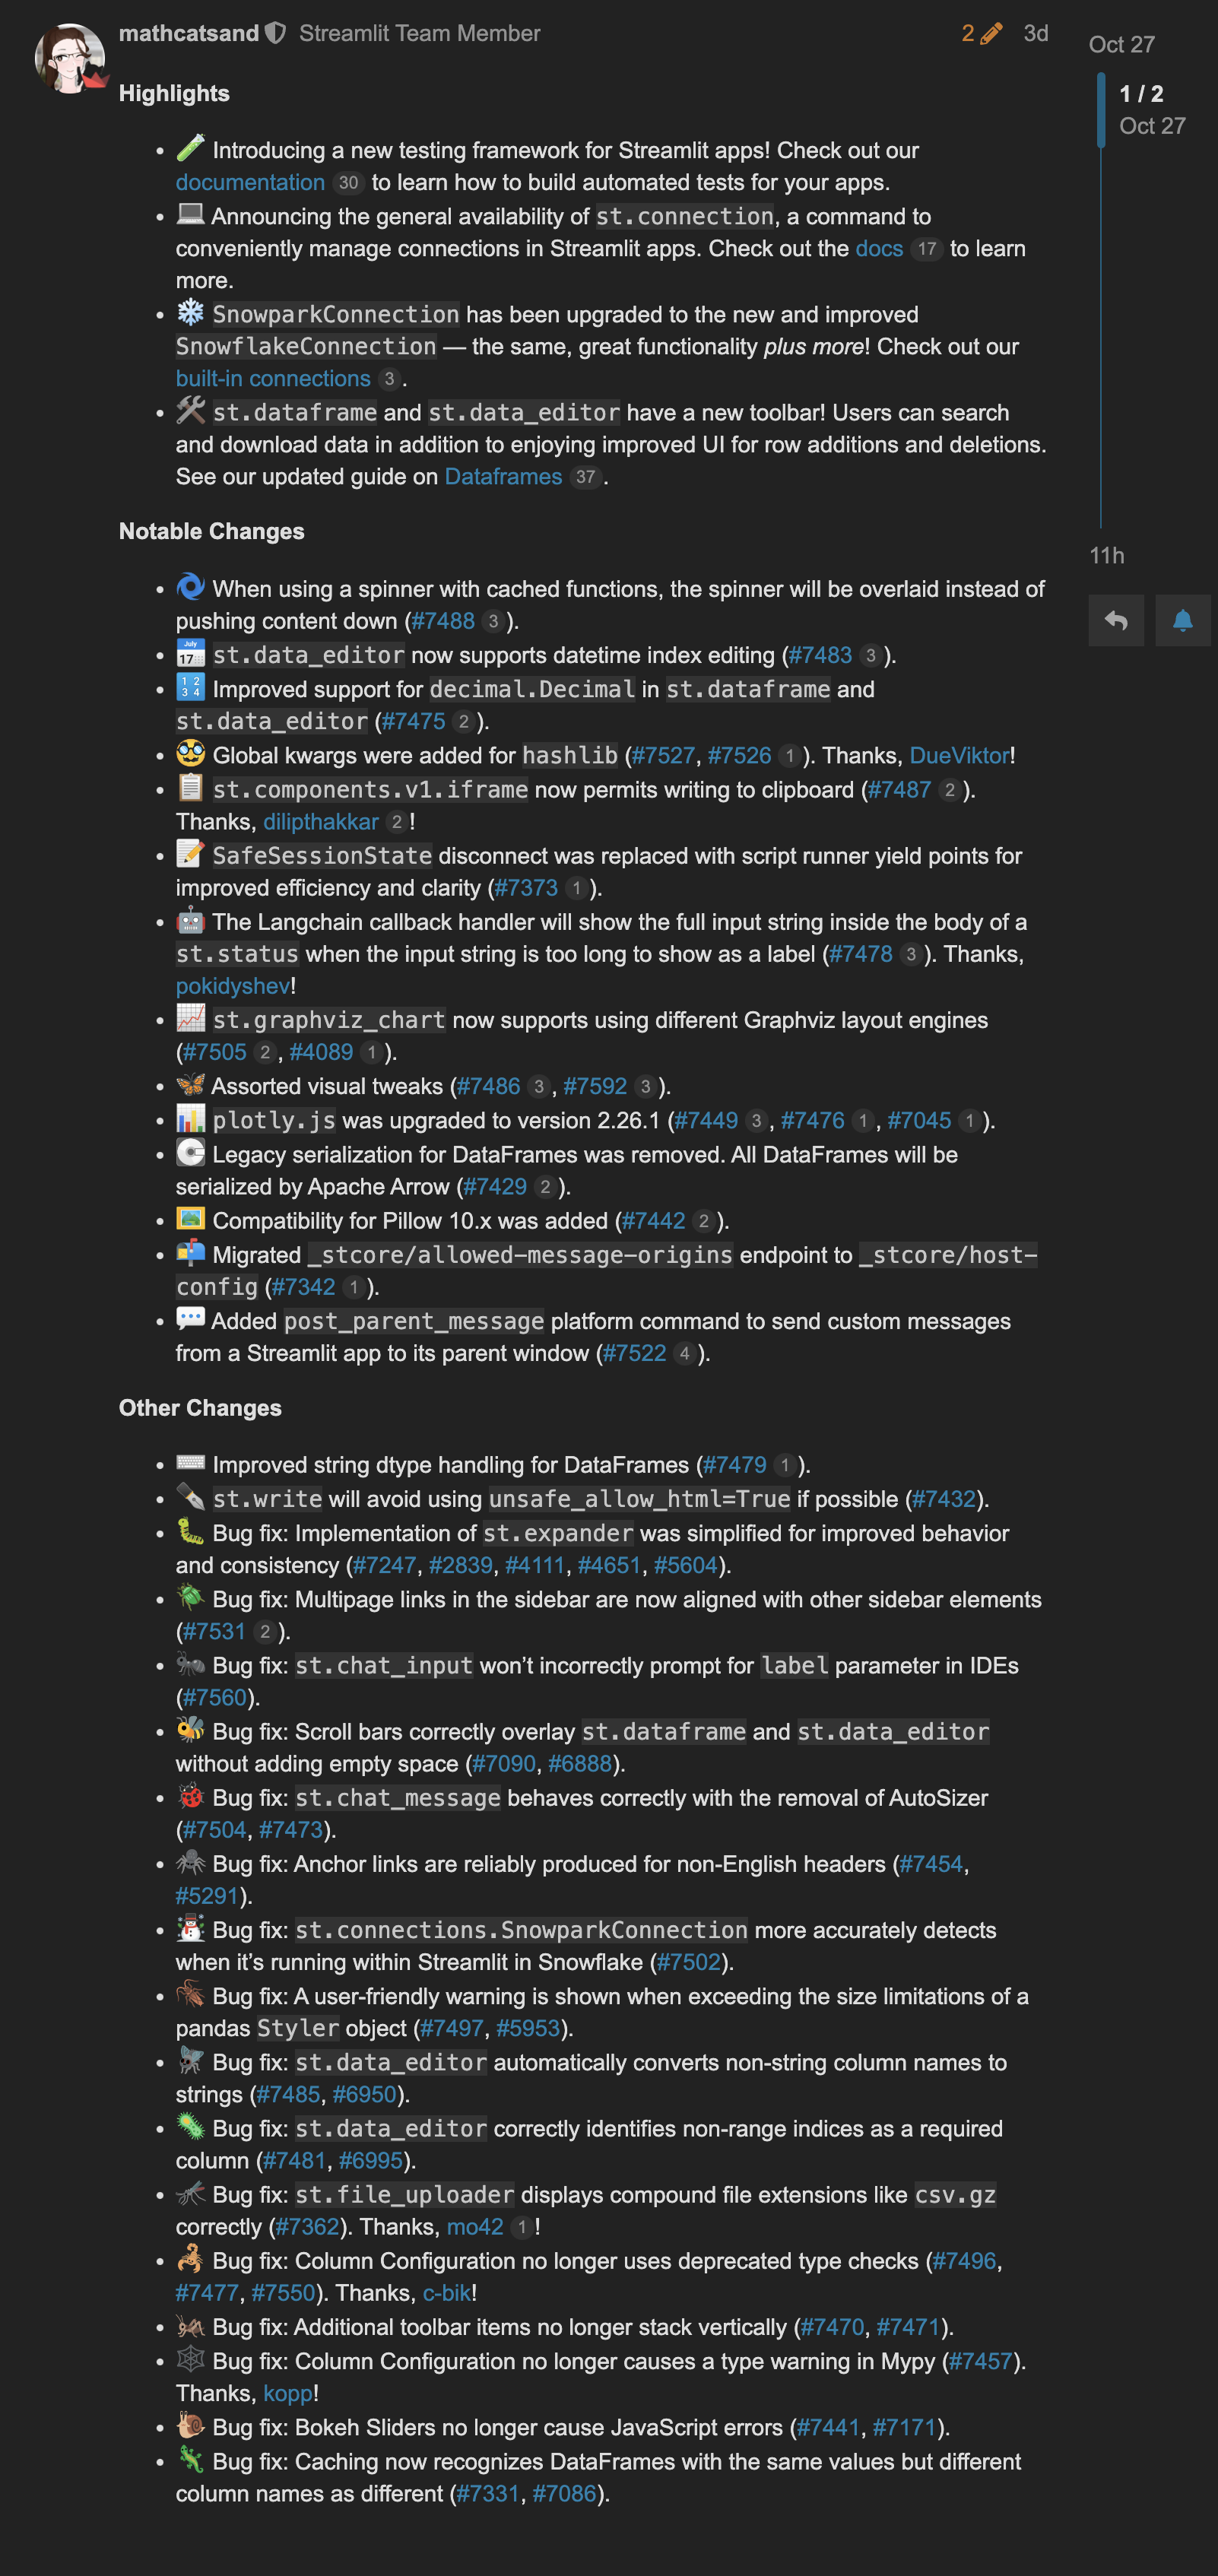 mathcatsand Streamlit Team Member 2 3d
Oct 27
1 / 2
Oct 27
11h
Highlights
Introducing a new testing framework for Streamlit apps! Check out our
documentation 30 to learn how to build automated tests for your apps.
Announcing the general availability of st.connection, a command to
conveniently manage connections in Streamlit apps. Check out the docs 17 to learn
more.
SnowparkConnection has been upgraded to the new and improved
SnowflakeConnection — the same, great functionality plus more! Check out our
built-in connections 3.
st.dataframe and st.data_editor have a new toolbar! Users can search
and download data in addition to enjoying improved UI for row additions and deletions.
See our updated guide on Dataframes 37.
Notable Changes
When using a spinner with cached functions, the spinner will be overlaid instead of
pushing content down (#7488 3).
July 17 st.data_editor now supports datetime index editing (#7483 3).
1 2 3 4 Improved support for decimal.Decimal in st.dataframe and
st.data_editor (#7475 2).
Global kwargs were added for hashlib (#7527, #7526 1). Thanks, DueViktor!
st.components.v1.iframe now permits writing to clipboard (#7487 2).
Thanks, dilipthakkar 2!
SafeSessionState disconnect was replaced with script runner yield points for
improved efficiency and clarity (#7373 1).
The Langchain callback handler will show the full input string inside the body of a
st.status when the input string is too long to show as a label (#7478 3). Thanks,
pokidyshev!
st.graphviz_chart now supports using different Graphviz layout engines
(#7505 2, #4089 1).
Assorted visual tweaks (#7486 3, #7592 3).
plotly.js was upgraded to version 2.26.1 (#7449 3, #7476 1, #7045 1).
Legacy serialization for DataFrames was removed. All DataFrames will be
serialized by Apache Arrow (#7429 2).
Compatibility for Pillow 10.x was added (#7442 2).
Migrated _stcore/allowed-message-origins endpoint to _stcore/host-
config (#7342 1).
Added post_parent_message platform command to send custom messages
from a Streamlit app to its parent window (#7522 4).
Other Changes
Improved string dtype handling for DataFrames (#7479 1).
st.write will avoid using unsafe_allow_html=True if possible (#7432).
Bug fix: Implementation of st.expander was simplified for improved behavior
and consistency (#7247, #2839, #4111, #4651, #5604).
Bug fix: Multipage links in the sidebar are now aligned with other sidebar elements
(#7531 2).
Bug fix: st.chat_input won’t incorrectly prompt for label parameter in IDEs
(#7560).
Bug fix: Scroll bars correctly overlay st.dataframe and st.data_editor
without adding empty space (#7090, #6888).
Bug fix: st.chat_message behaves correctly with the removal of AutoSizer
(#7504, #7473).
Bug fix: Anchor links are reliably produced for non-English headers (#7454,
#5291).
Bug fix: st.connections.SnowparkConnection more accurately detects
when it’s running within Streamlit in Snowflake (#7502).
Bug fix: A user-friendly warning is shown when exceeding the size limitations of a
pandas Styler object (#7497, #5953).
Bug fix: st.data_editor automatically converts non-string column names to
strings (#7485, #6950).
Bug fix: st.data_editor correctly identifies non-range indices as a required
column (#7481, #6995).
Bug fix: st.file_uploader displays compound file extensions like csv.gz
correctly (#7362). Thanks, mo42 1!
Bug fix: Column Configuration no longer uses deprecated type checks (#7496,
#7477, #7550). Thanks, c-bik!
Bug fix: Additional toolbar items no longer stack vertically (#7470, #7471).
Bug fix: Column Configuration no longer causes a type warning in Mypy (#7457).
Thanks, kopp!
Bug fix: Bokeh Sliders no longer cause JavaScript errors (#7441, #7171).
Bug fix: Caching now recognizes DataFrames with the same values but different
column names as different (#7331, #7086).